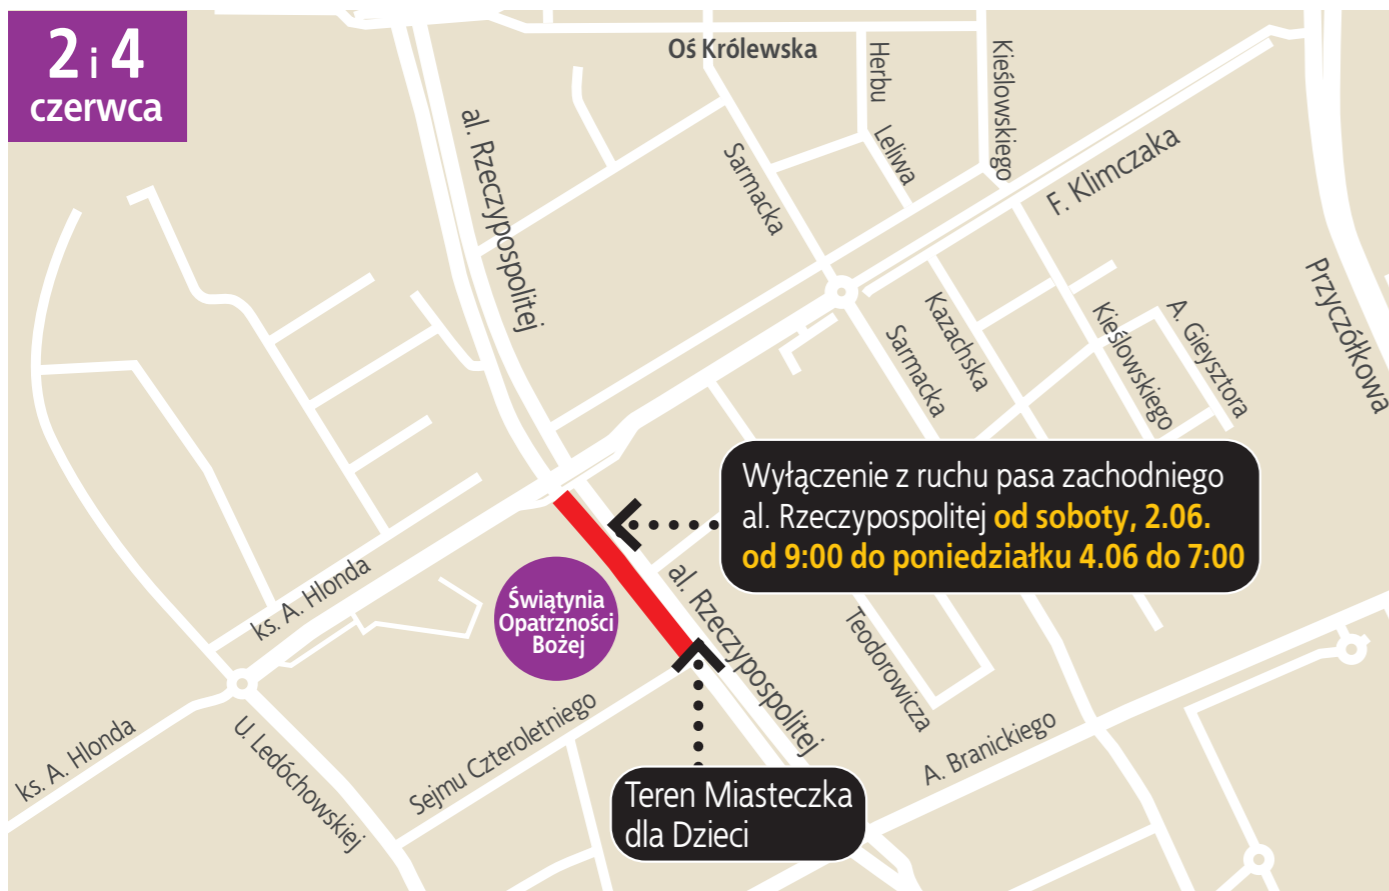 2 i 4
czerwca
Oś Królewska
Herbu
Leliwa
Kieślowskiego
al. Rzeczypospolitej
Sarmacka
F. Klimczaka
Przyczółkowa
Sarmacka
Kazachska
Kieślowskiego
A. Gieysztora
Wyłączenie z ruchu pasa zachodniego
al. Rzeczypospolitej od soboty, 2.06.
od 9:00 do poniedziałku 4.06 do 7:00
ks. A. Hlonda
Świątynia
Opatrzności
Bożej
al. Rzeczypospolitej
Teodorowicza
ks. A. Hlonda
U. Ledóchowskiej
Sejmu Czteroletniego
A. Branickiego
Teren Miasteczka
dla Dzieci